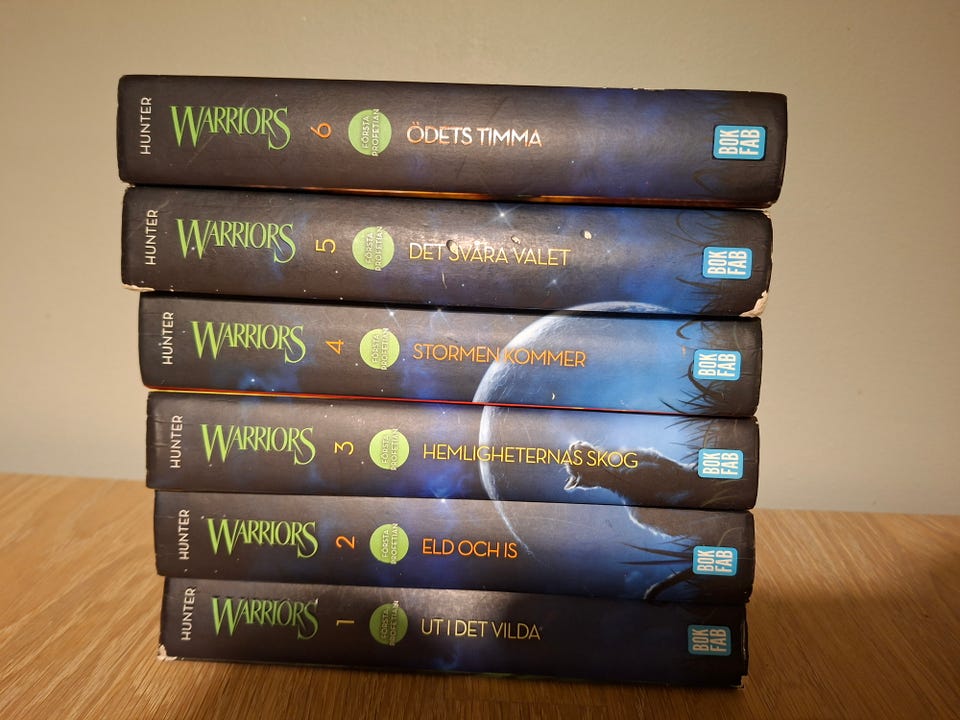 HUNTER WARRIORS 6 FÖRSTA PROFETIAN ÖDETS TIMMA BOK FAB
HUNTER WARRIORS 5 FÖRSTA PROFETIAN DET SVÅRA VALET BOK FAB
HUNTER WARRIORS 4 FÖRSTA PROFETIAN STORMEN KOMMER BOK FAB
HUNTER WARRIORS 3 FÖRSTA PROFETIAN HEMLIGHETERNAS SKOG BOK FAB
HUNTER WARRIORS 2 FÖRSTA PROFETIAN ELD OCH IS BOK FAB
HUNTER WARRIORS 1 FÖRSTA PROFETIAN UT I DET VILDA BOK FAB